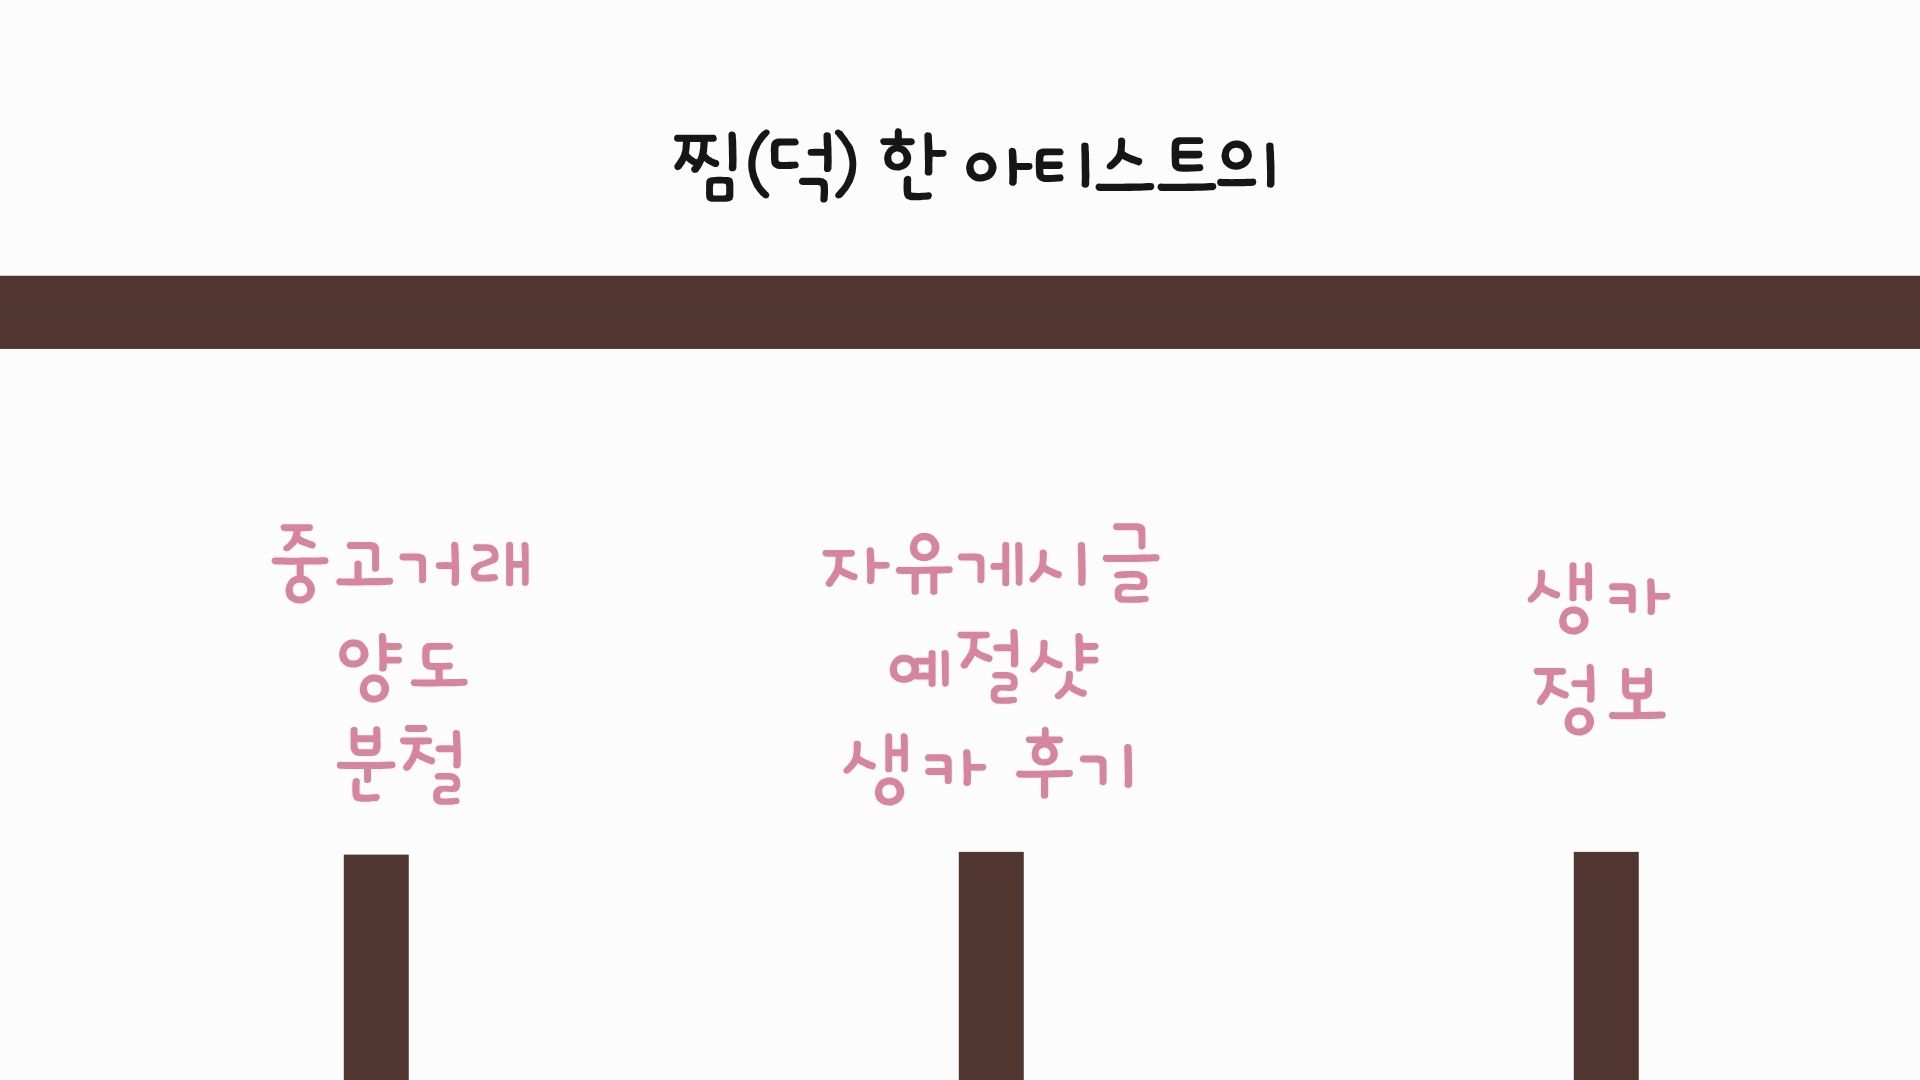 찜(덕) 한 아티스트의
중고거래
양도
분철
자유게시글
예절샷
생카 후기
생카
정보